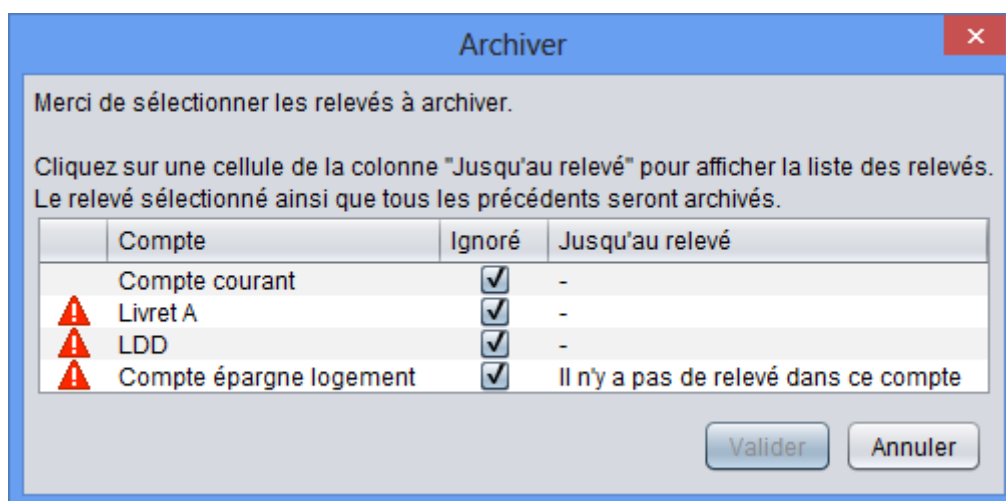 Archiver
Merci de sélectionner les relevés à archiver.
Cliquez sur une cellule de la colonne "Jusqu'au relevé" pour afficher la liste des relevés.
Le relevé sélectionné ainsi que tous les précédents seront archivés.
Compte Ignoré Jusqu'au relevé
Compte courant -
Livret A -
LDD -
Compte épargne logement Il n'y a pas de relevé dans ce compte
Valider Annuler